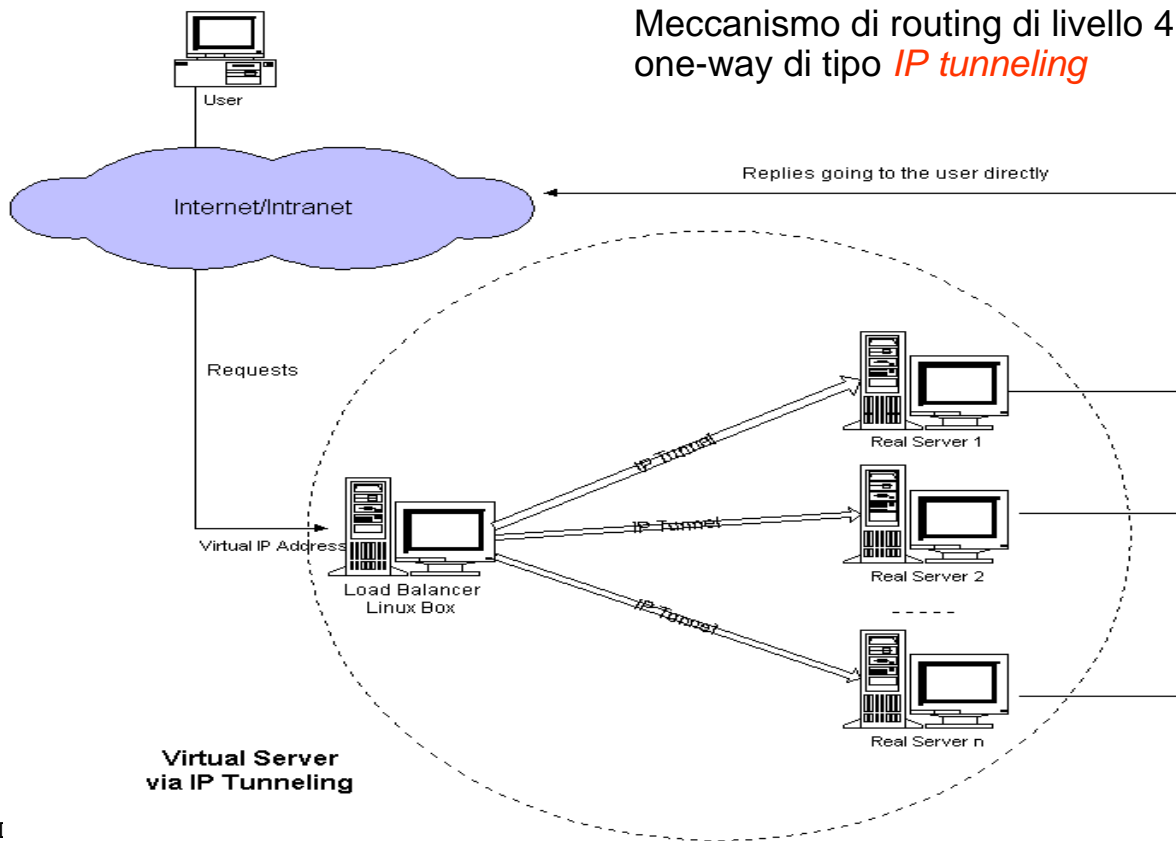 Meccanismo di routing di livello 4
one-way di tipo IP tunneling
User
Replies going to the user directly
Internet/Intranet
Requests
IP Tunnel
Real Server 1
IP Tunnel
Virtual IP Address
Real Server 2
Load Balancer
Linux Box
IP Tunnel
Real Server n
Virtual Server
via IP Tunneling